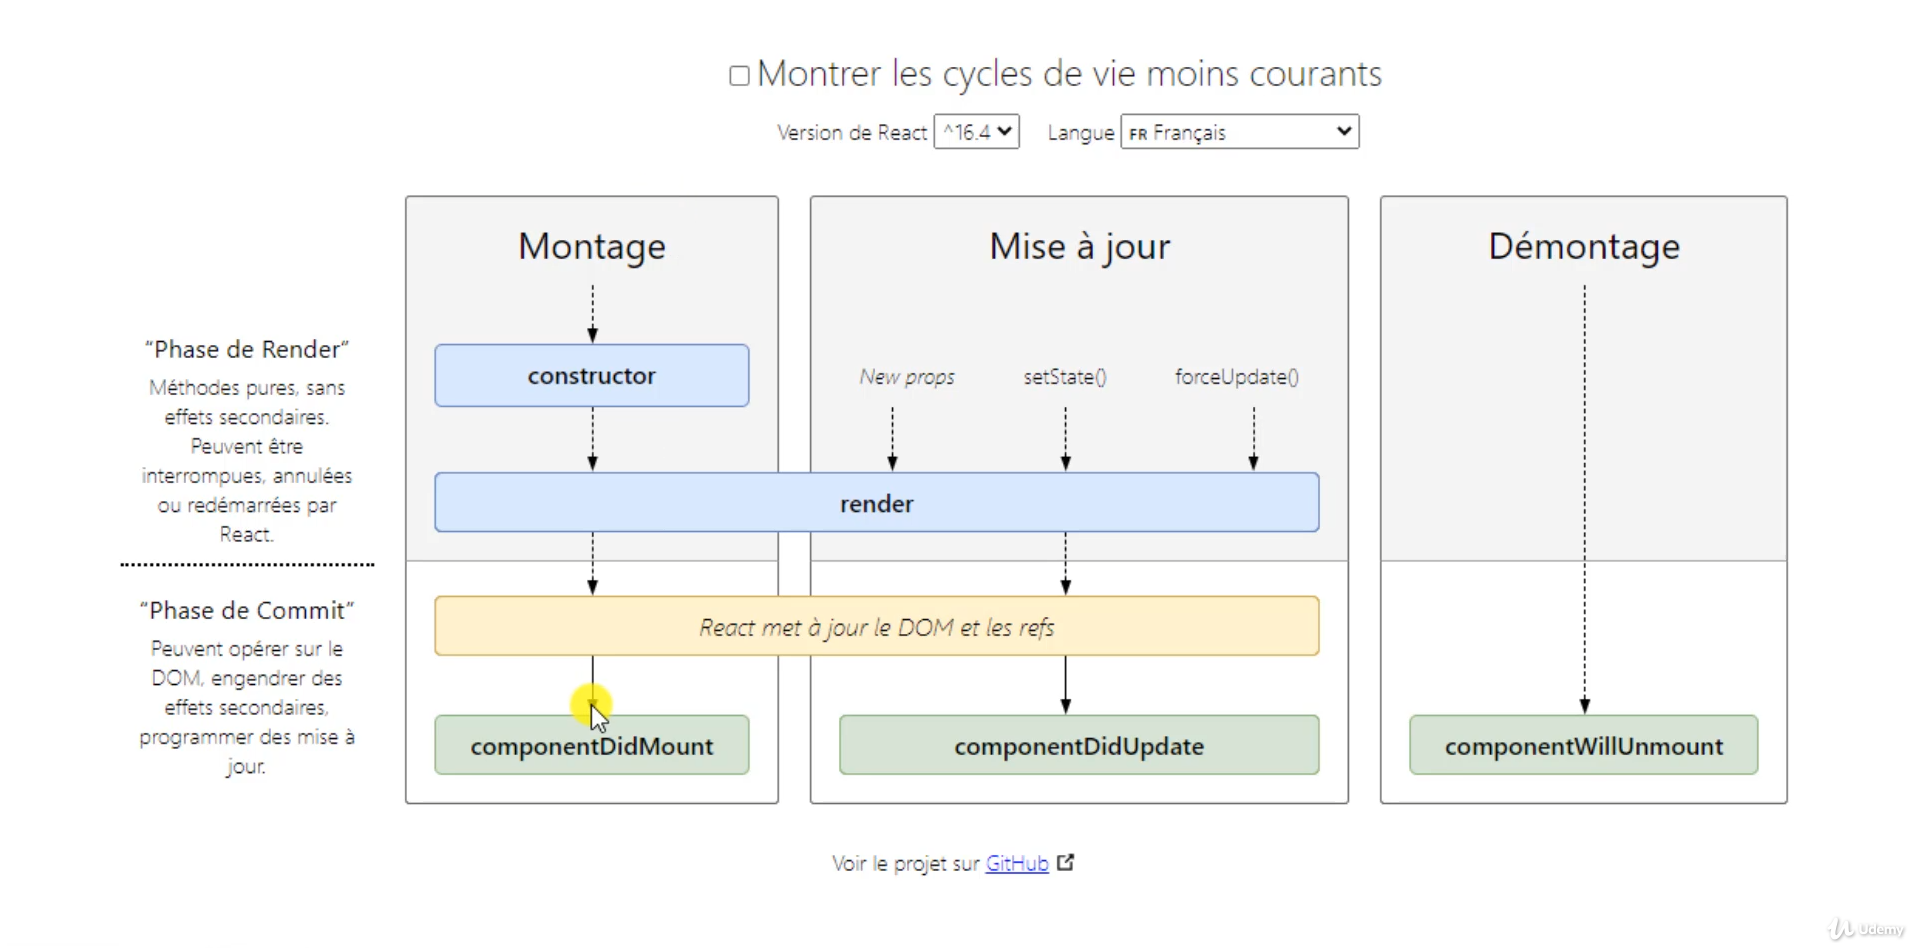 Montrer les cycles de vie moins courants
Version de React ^16.4 Langue FR Français
Montage
Mise à jour
Démontage
“Phase de Render”
Méthodes pures, sans
effets secondaires.
Peuvent être
interrompues, annulées
ou redémarrées par
React.
constructor
New props
setState()
forceUpdate()
render
“Phase de Commit”
Peuvent opérer sur le
DOM, engendrer des
effets secondaires,
programmer des mise à
jour.
React met à jour le DOM et les refs
componentDidMount
componentDidUpdate
componentWillUnmount
Voir le projet sur GitHub
Udemy